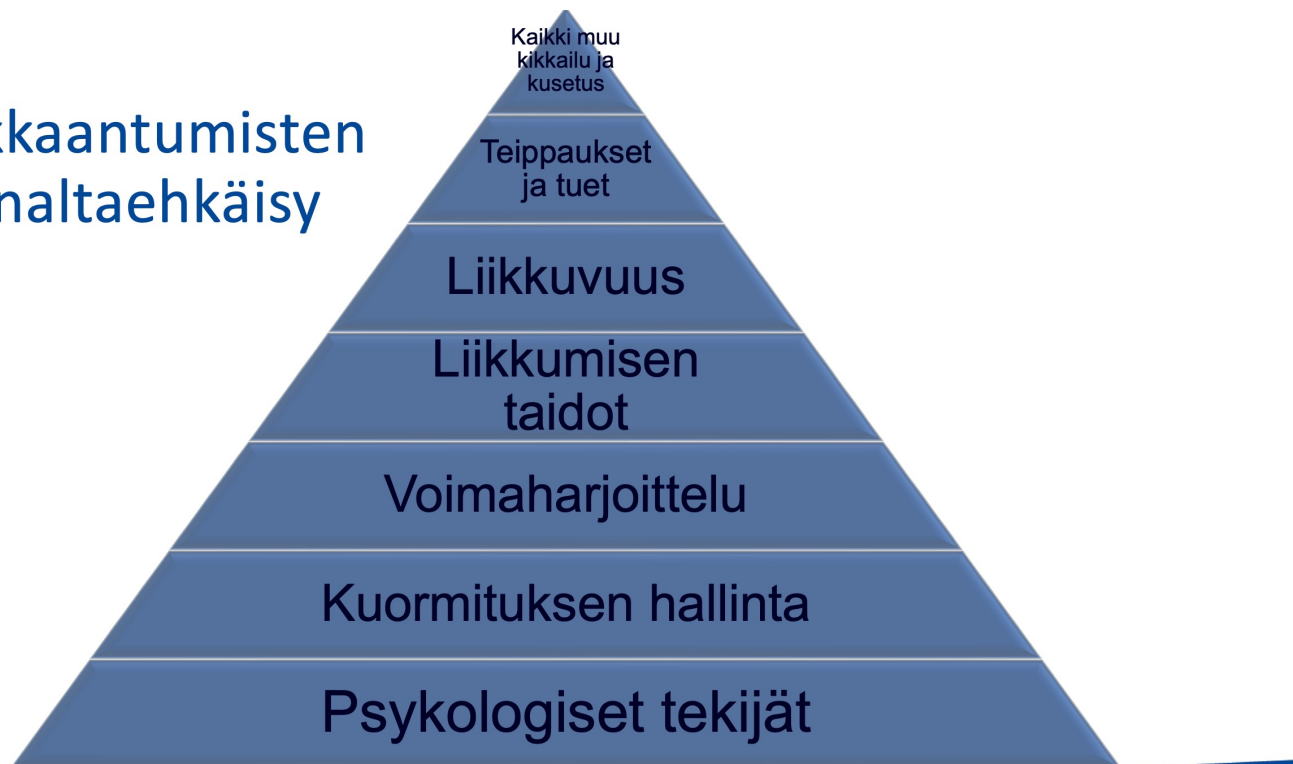 kkaantumisten
naltaehkäisy
Kaikki muu
kikkailu ja
kusetus
Teippaukset
ja tuet
Liikkuvuus
Liikkumisen
taidot
Voimaharjoittelu
Kuormituksen hallinta
Psykologiset tekijät